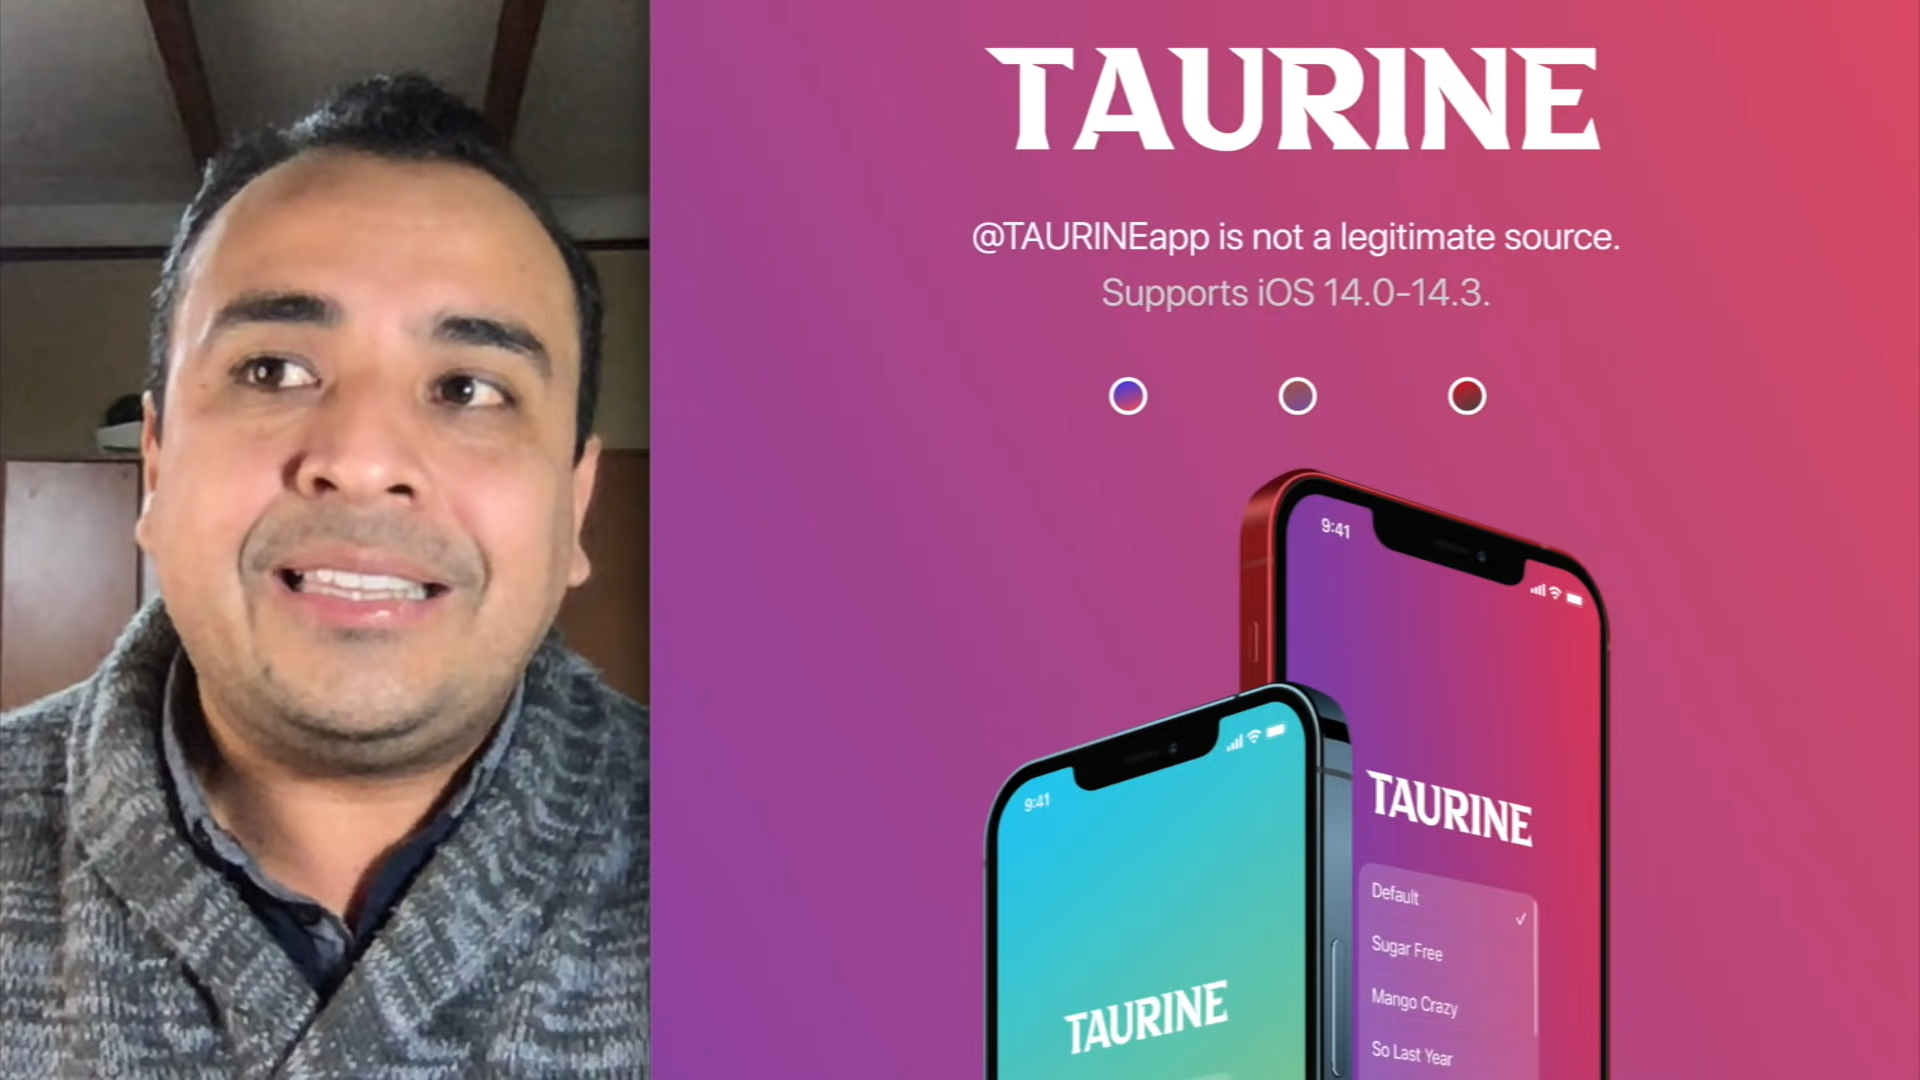 TAURINE
@TAURINEapp is not a legitimate source.
Supports iOS 14.0-14.3.
9:41
TAURINE
Default
Sugar Free
Mango Crazy
So Last Year
9:41
TAURINE